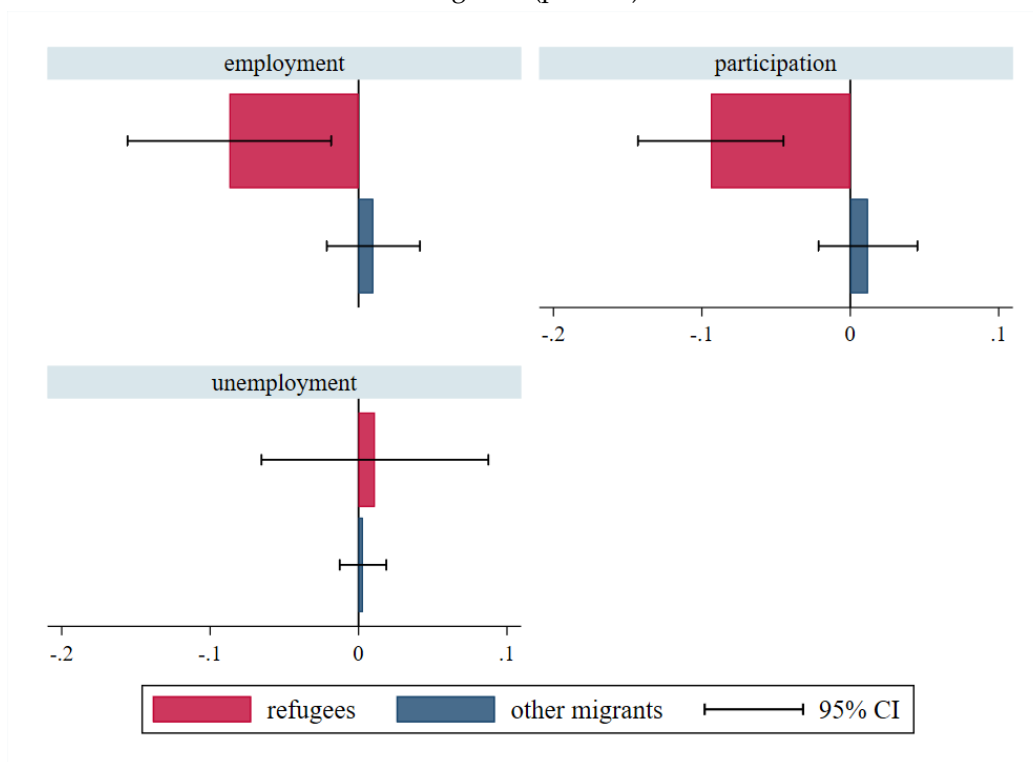 employment
participation
-.2 -.1 0 .1
unemployment
-.2 -.1 0 .1
refugees other migrants 95% CI